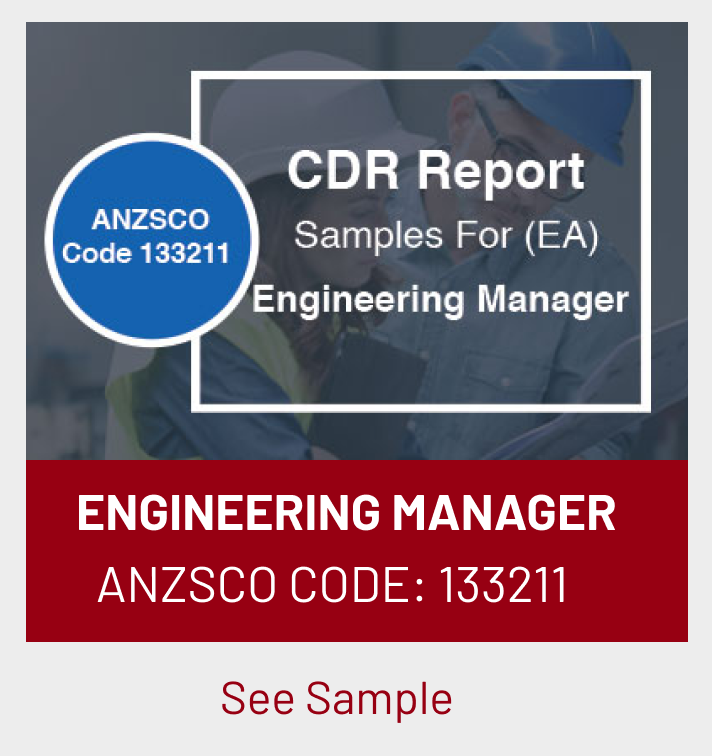 ANZSCO
Code 133211
CDR Report
Samples For (EA)
Engineering Manager
ENGINEERING MANAGER
ANZSCO CODE: 133211
See Sample